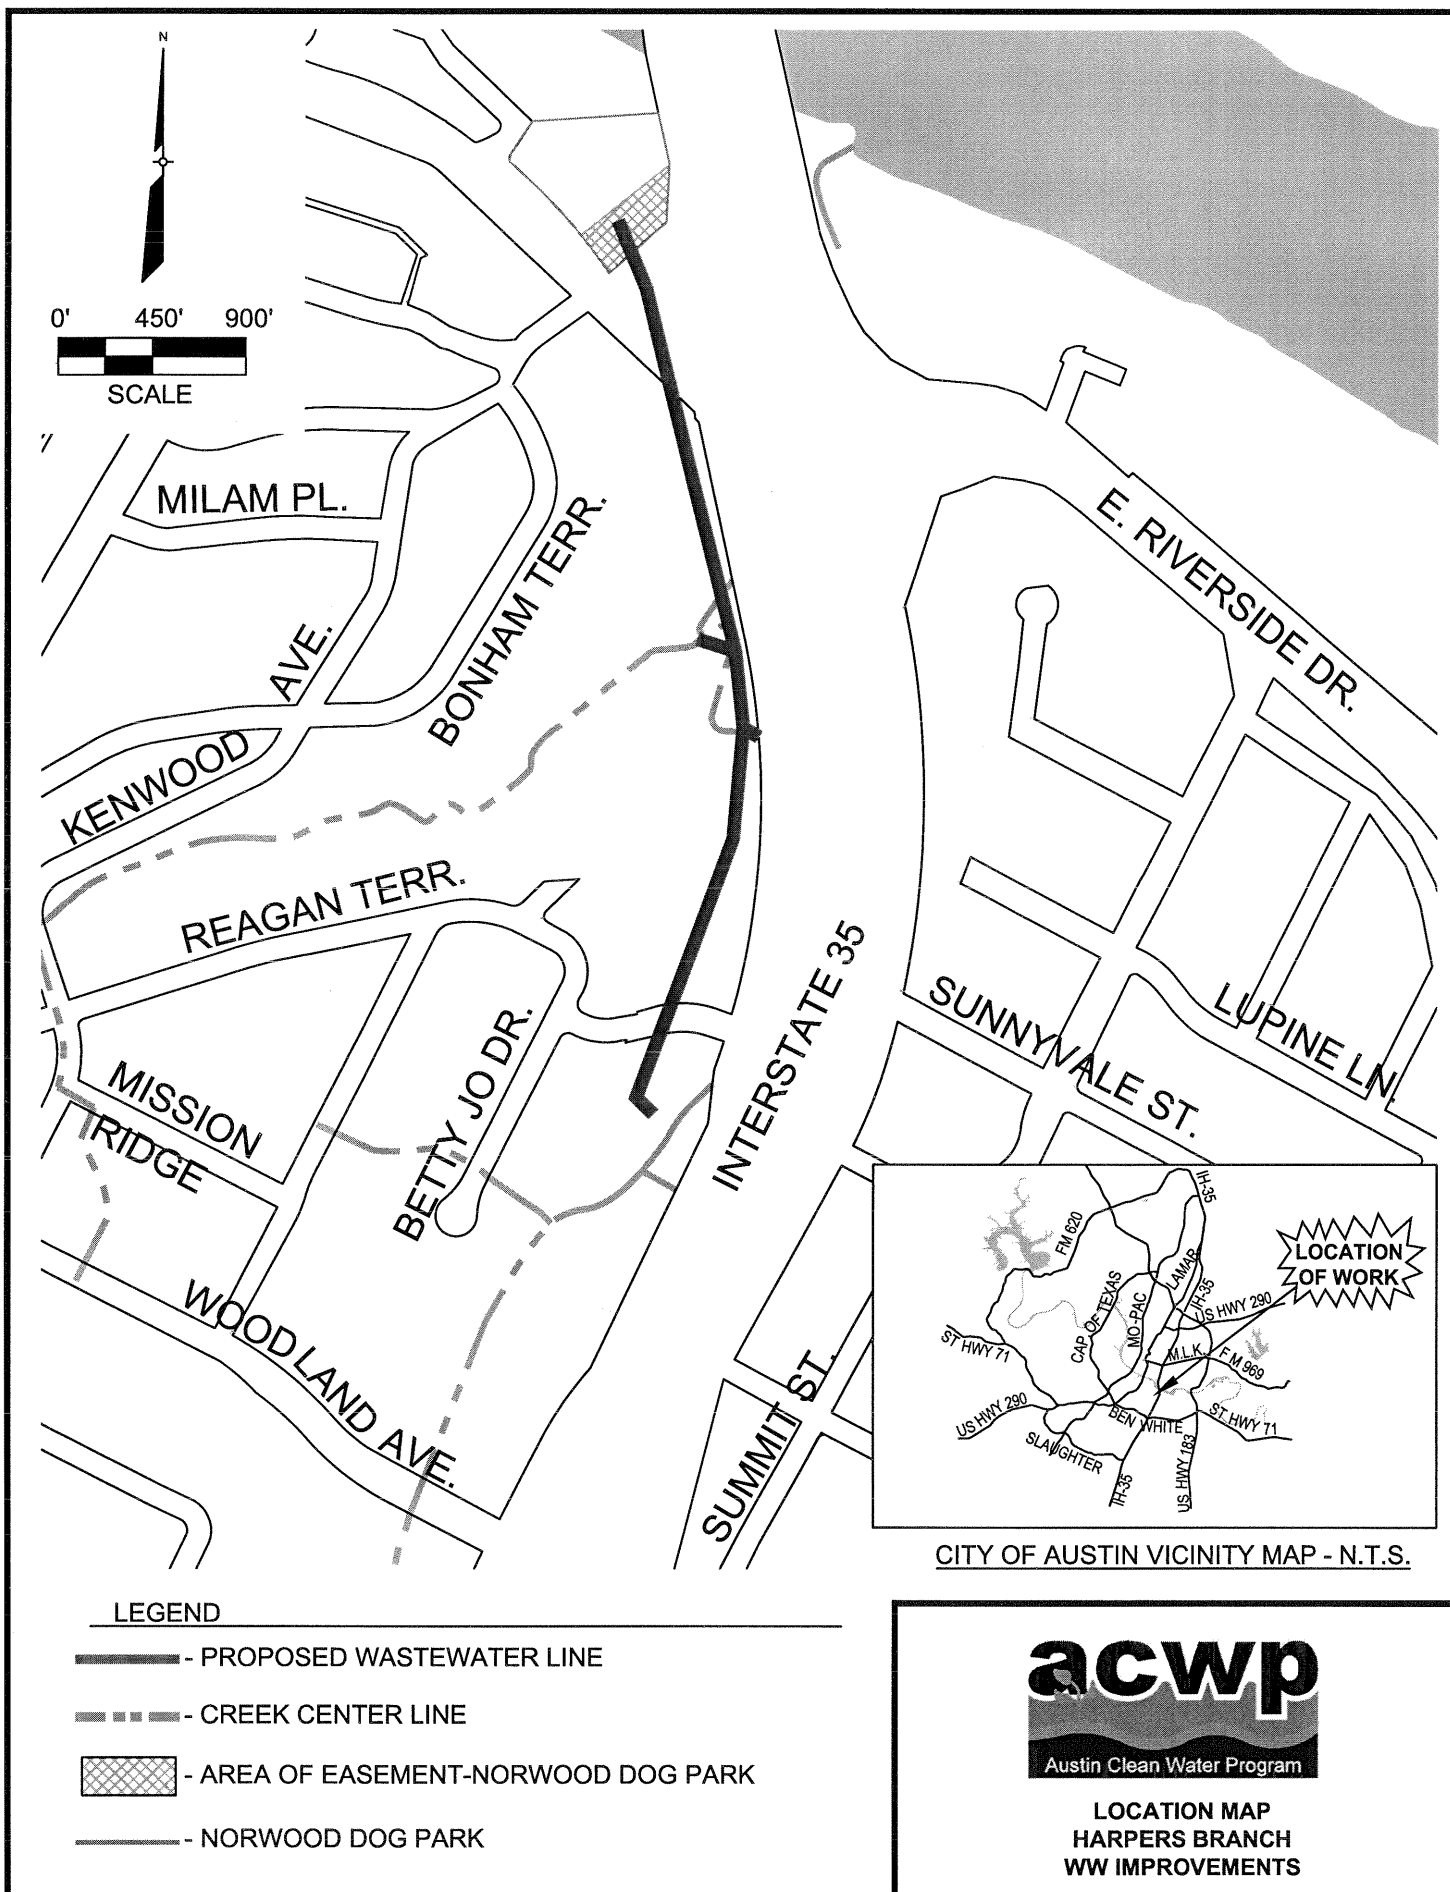 N
0' 450' 900'
SCALE
MILAM PL.
BONHAM TERR.
E. RIVERSIDE DR.
KENWOOD AVE.
REAGAN TERR.
INTERSTATE 35
SUNNYVALE ST.
LUPINE LN.
BETTY JO DR.
MISSION
RIDGE
WOODLAND AVE.
SUMMIT ST.
IH-35
FM 620
LOCATION
OF WORK
LAMAR
IH-35
US HWY 290
CAP OF TEXAS
MO-PAC
ST HWY 71
M.L.K.
F M 969
US HWY 290
BEN WHITE
ST HWY 71
SLAUGHTER
IH-35
US HWY 183
CITY OF AUSTIN VICINITY MAP - N.T.S.
LEGEND
- PROPOSED WASTEWATER LINE
- CREEK CENTER LINE
- AREA OF EASEMENT-NORWOOD DOG PARK
- NORWOOD DOG PARK
acwp
Austin Clean Water Program
LOCATION MAP
HARPERS BRANCH
WW IMPROVEMENTS